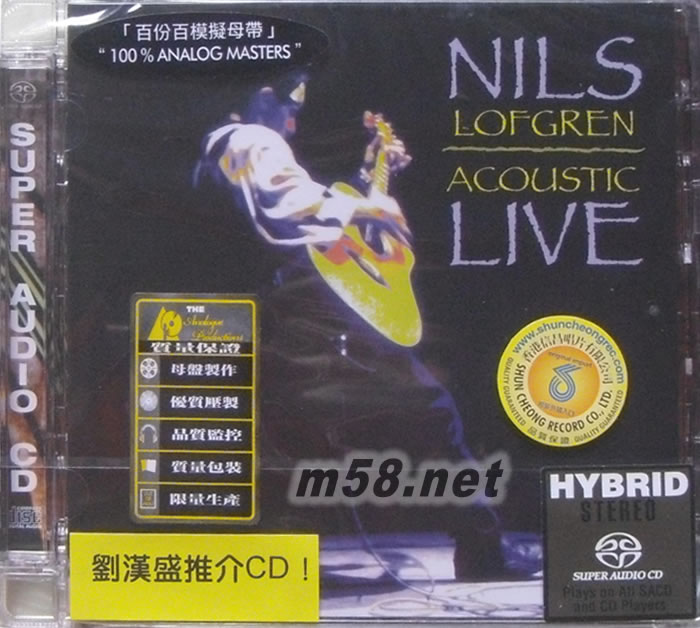 「百份百模擬母帶」
“100% ANALOG MASTERS”
NILS
LOFGREN
ACOUSTIC
LIVE
SUPER AUDIO CD
THE
Analogue
Productions
質量保證
母盤製作
優質壓製
品質監控
質量包裝
限量生產
www.shuncheongrec.com
香港信昌唱片有限公司
SHUN CHEONG RECORD CO., LTD.
QUALITY GUARANTEED
QUALITY GUARANTEED
original import
品質保證
m58.net
劉漢盛推介CD！
HYBRID
STEREO
SUPER AUDIO CD
Plays on All SACD
and CD Players